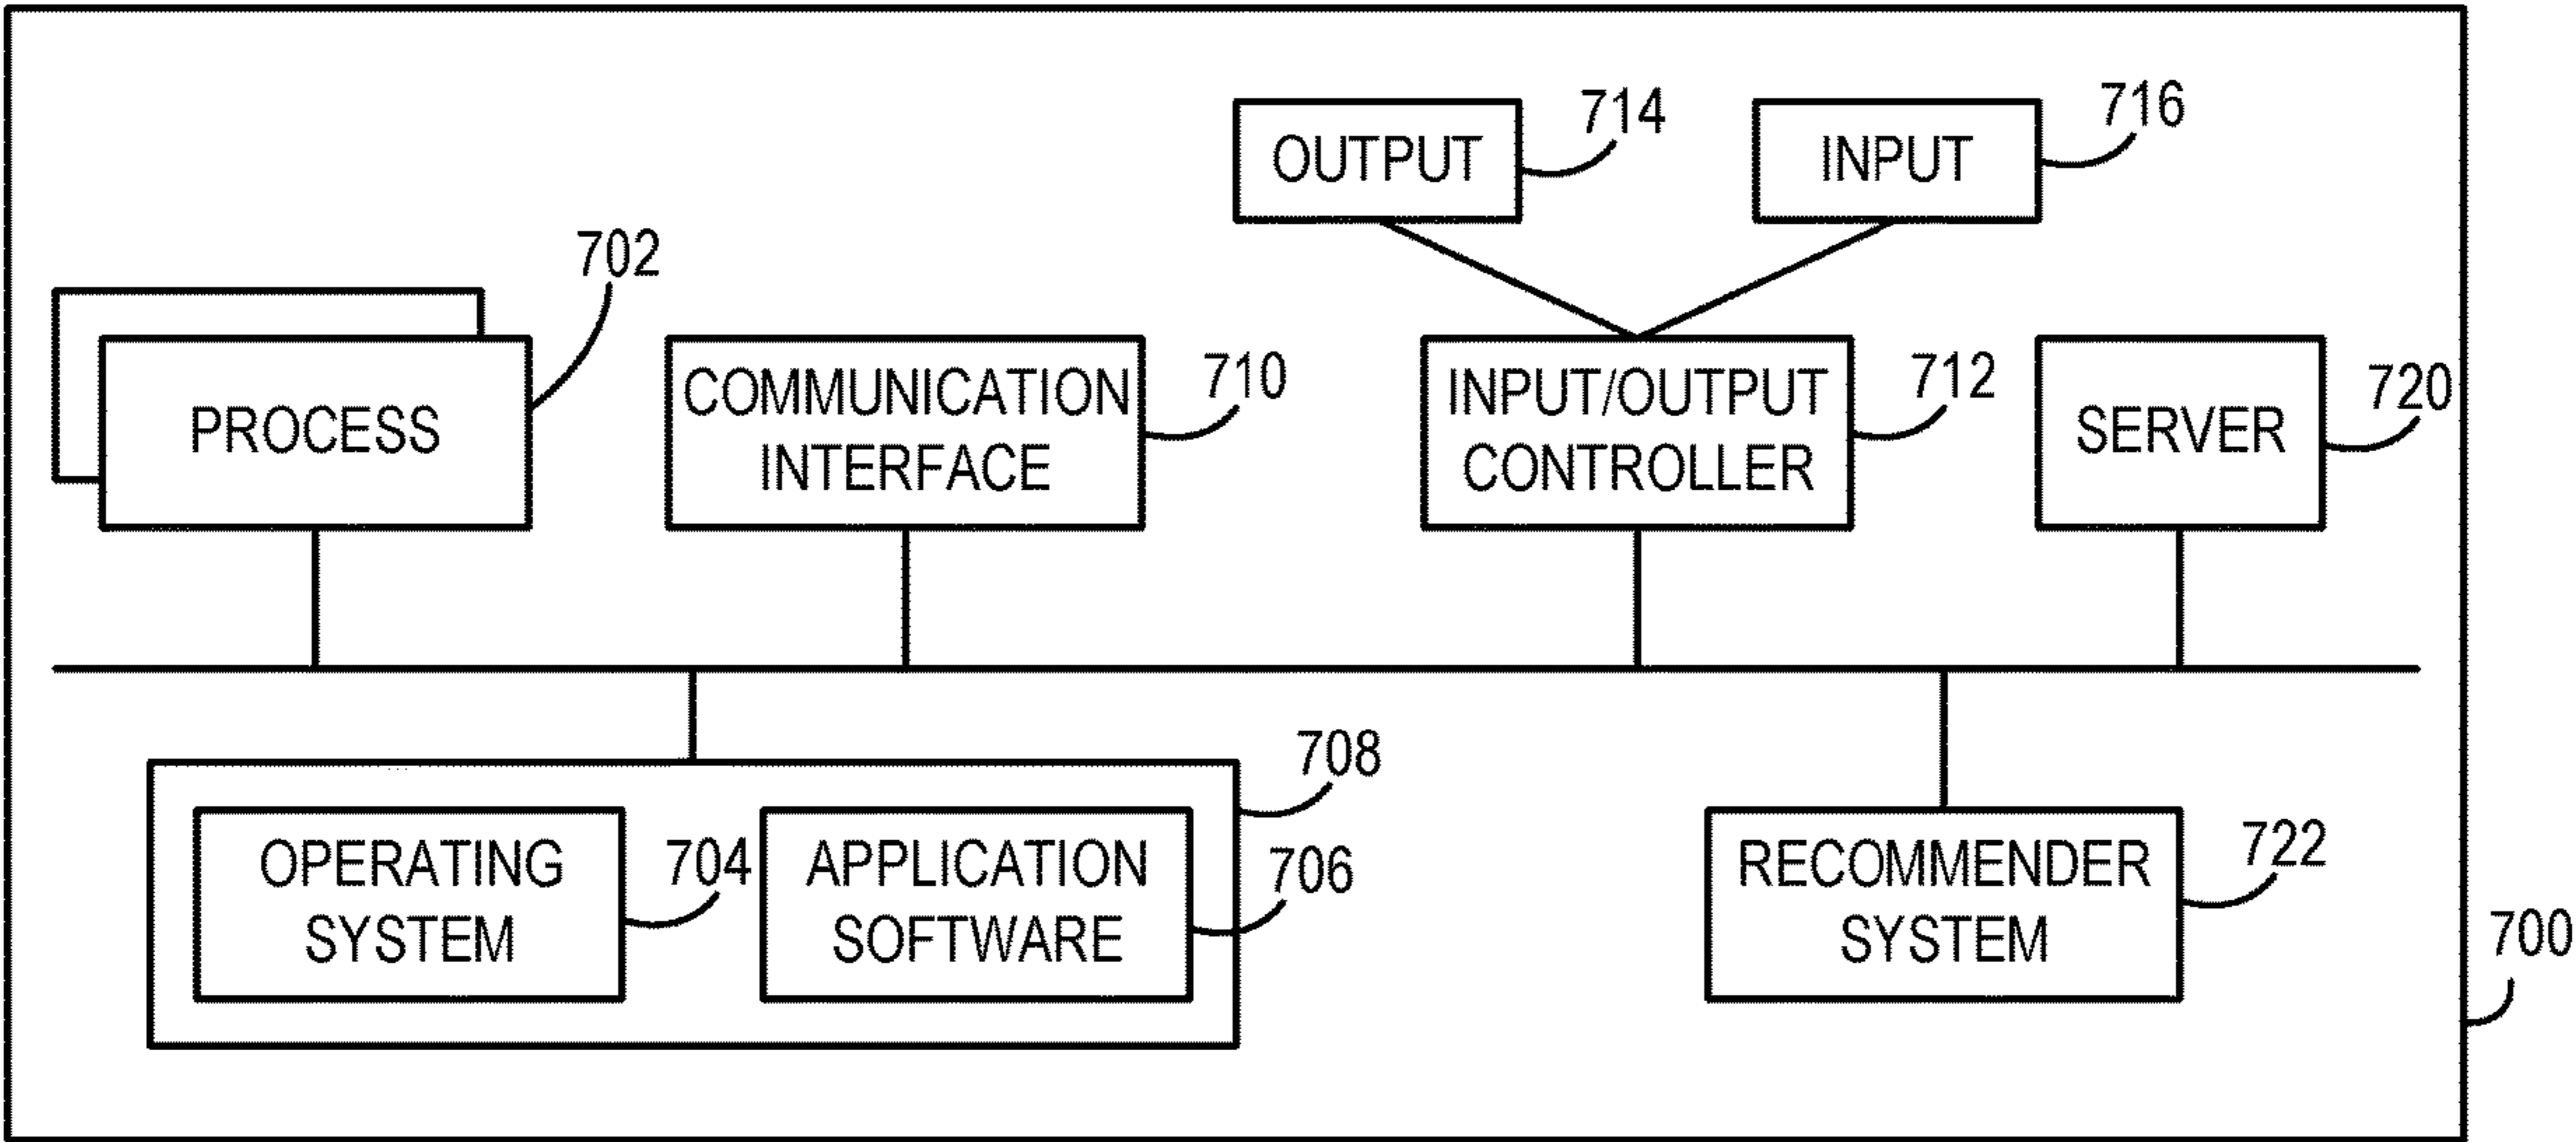 OUTPUT
714
INPUT
716
702
PROCESS
COMMUNICATION
INTERFACE
710
INPUT/OUTPUT
CONTROLLER
712
SERVER
720
708
OPERATING
SYSTEM
704
APPLICATION
SOFTWARE
706
RECOMMENDER
SYSTEM
722
700